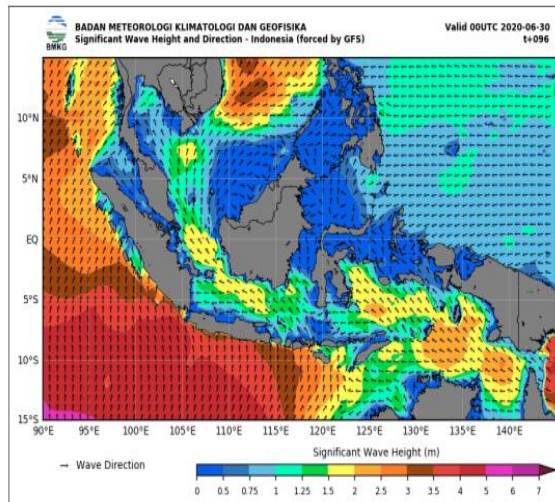 BMKG
BADAN METEOROLOGI KLIMATOLOGI DAN GEOFISIKA
Significant Wave Height and Direction - Indonesia (forced by GFS)
Valid 00UTC 2020-06-30
t+096
10°N
5°N
EQ
5°S
10°S
15°S
90°E 95°E 100°E 105°E 110°E 115°E 120°E 125°E 130°E 135°E 140°E
Significant Wave Height (m)
→ Wave Direction
0 0.5 0.75 1 1.25 1.5 2 2.5 3 3.5 4 5 6 7